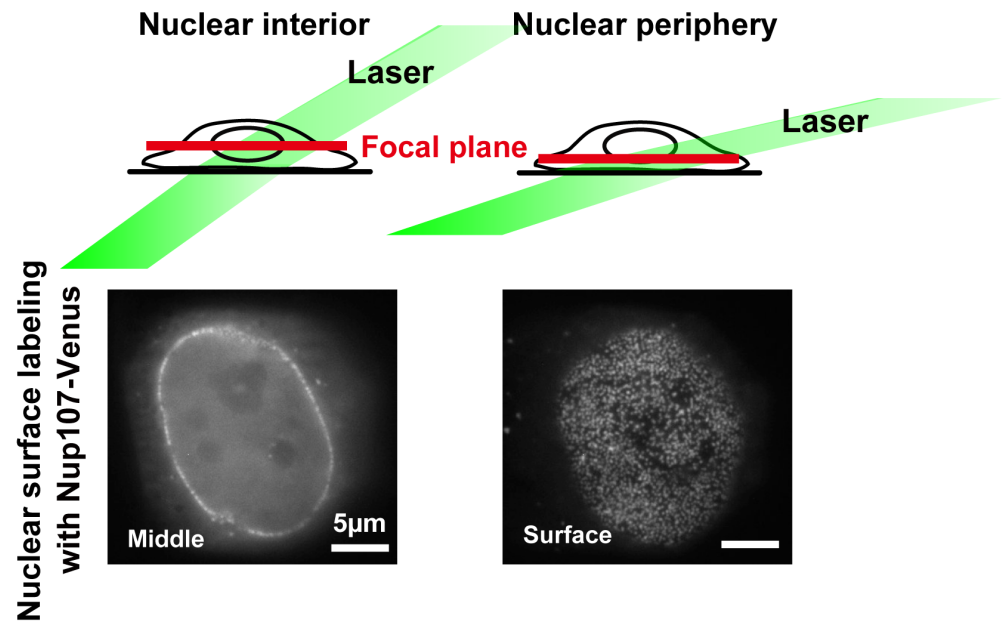 Nuclear interior
Nuclear periphery
Laser
Laser
Focal plane
Nuclear surface labeling
with Nup107-Venus
Middle
5µm
Surface